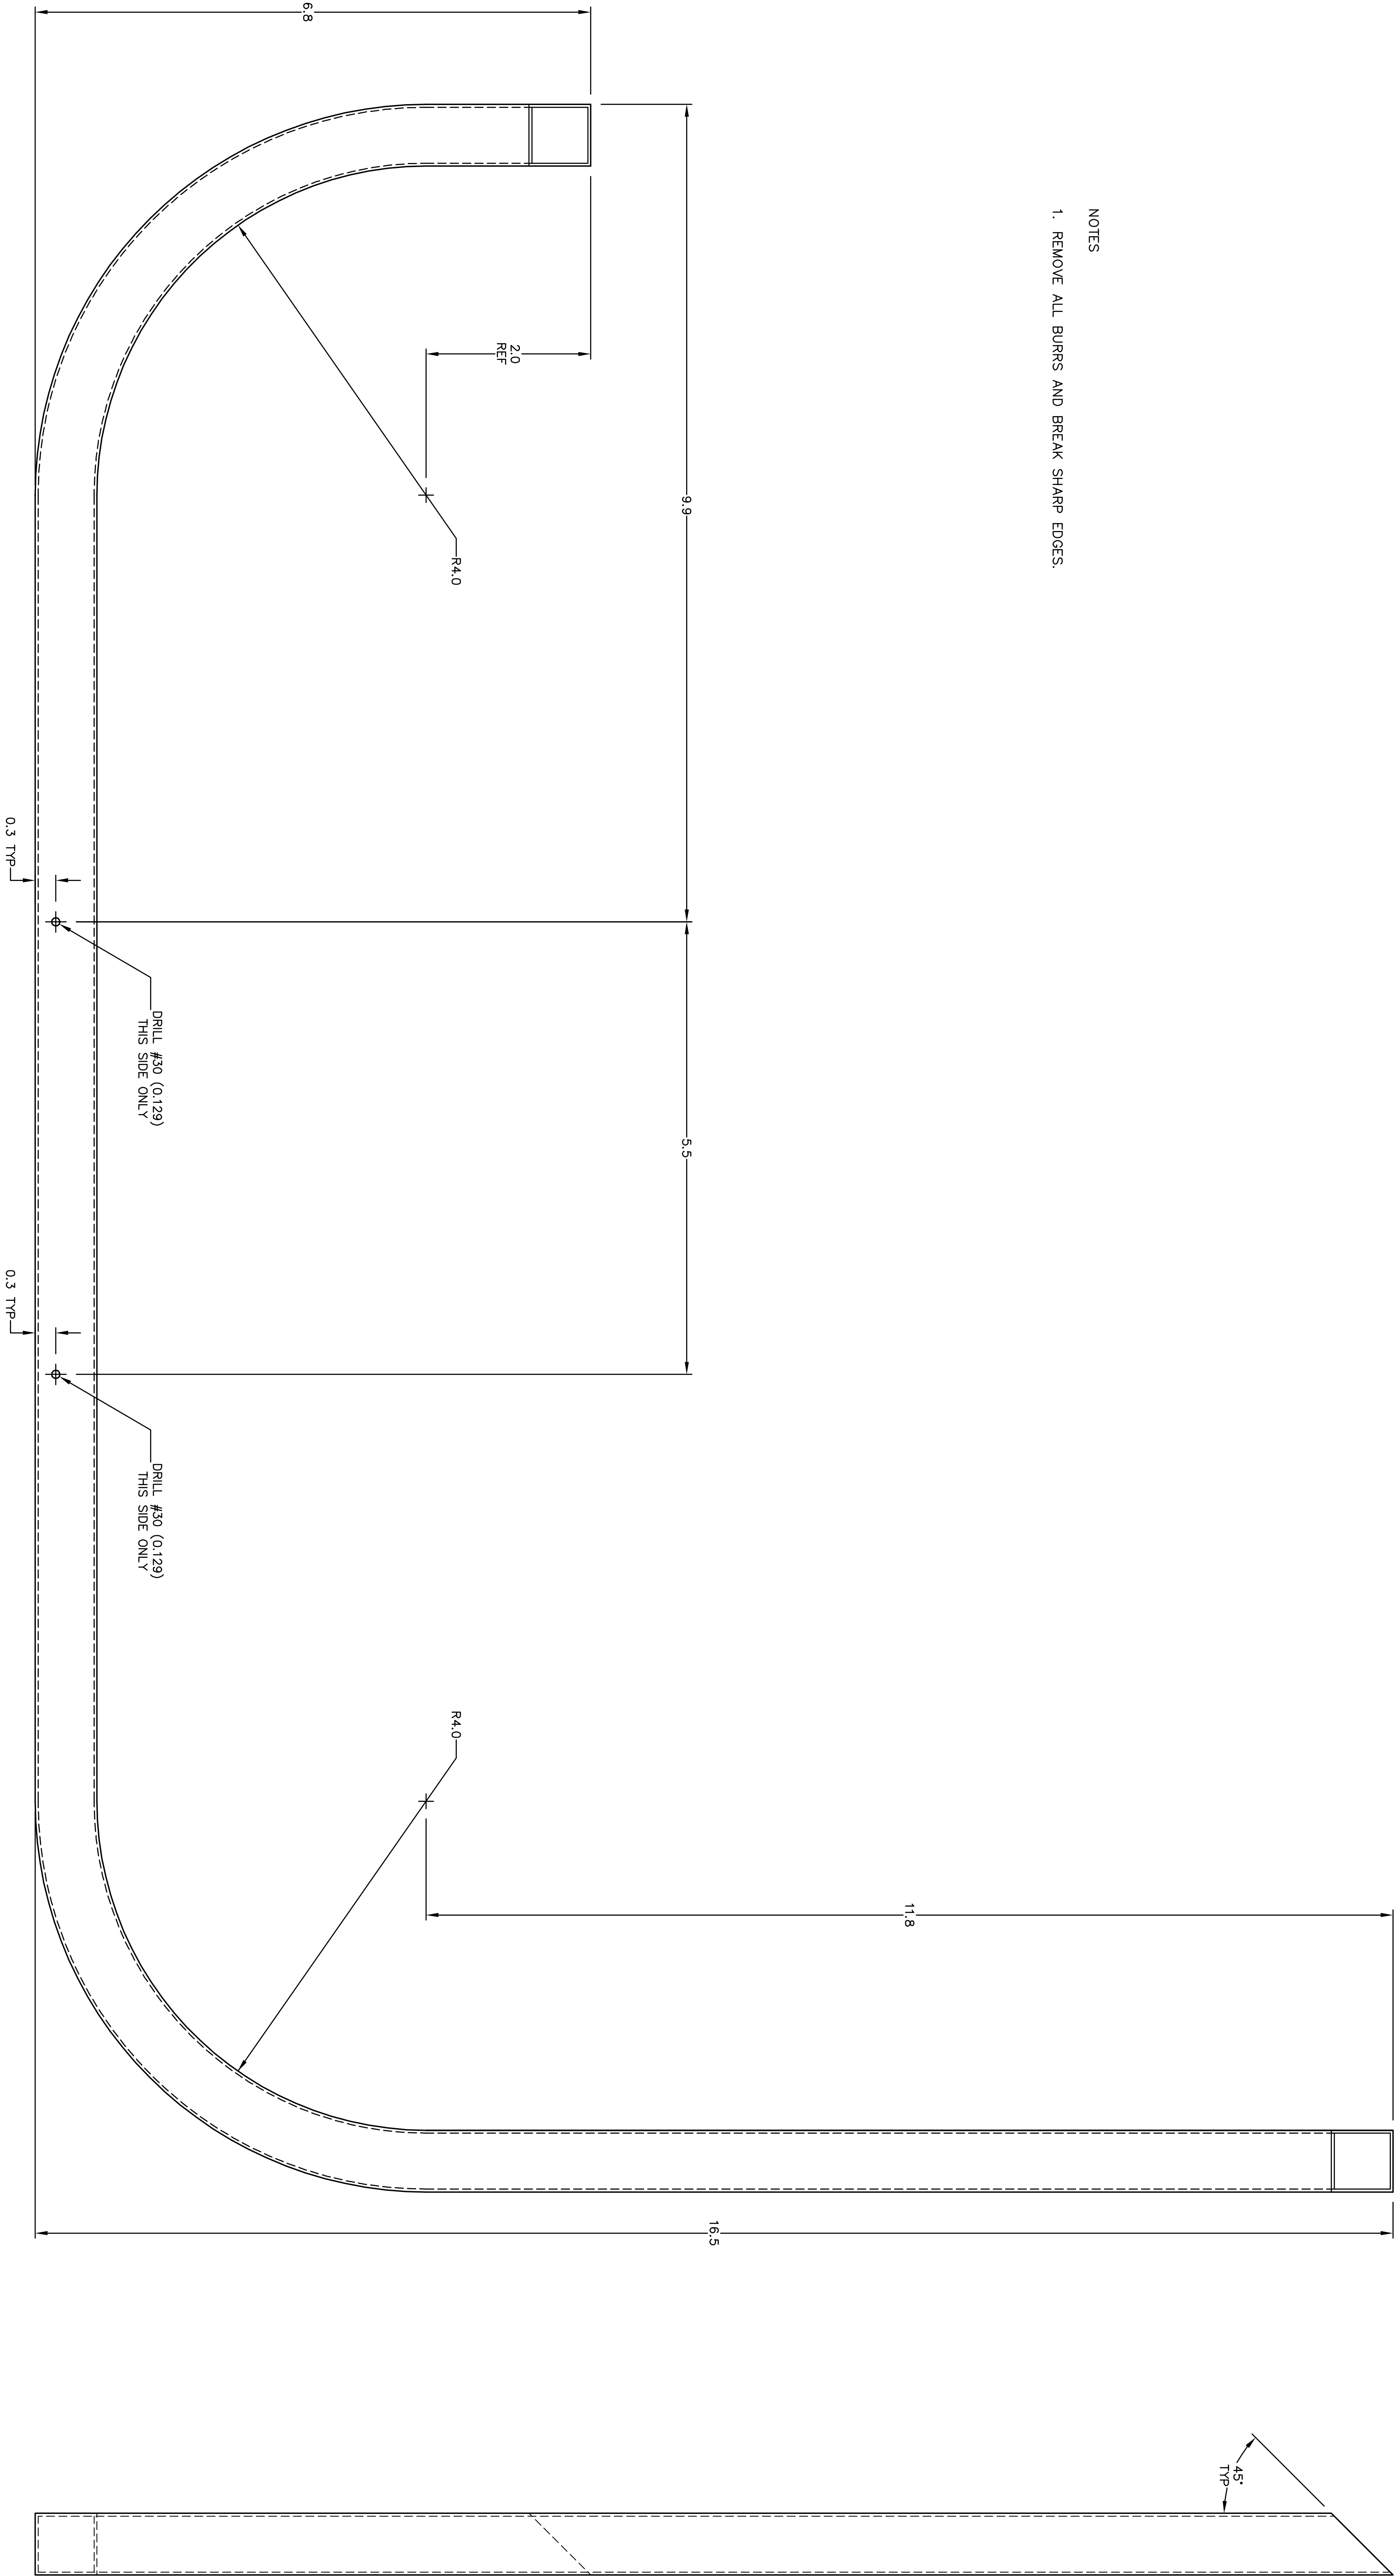 NOTES
1. REMOVE ALL BURRS AND BREAK SHARP EDGES.
6.8
2.0
REF
9.9
R4.0
5.5
0.3 TYP
DRILL #30 (0.129)
THIS SIDE ONLY
0.3 TYP
DRILL #30 (0.129)
THIS SIDE ONLY
R4.0
11.8
16.5
45°
TYP